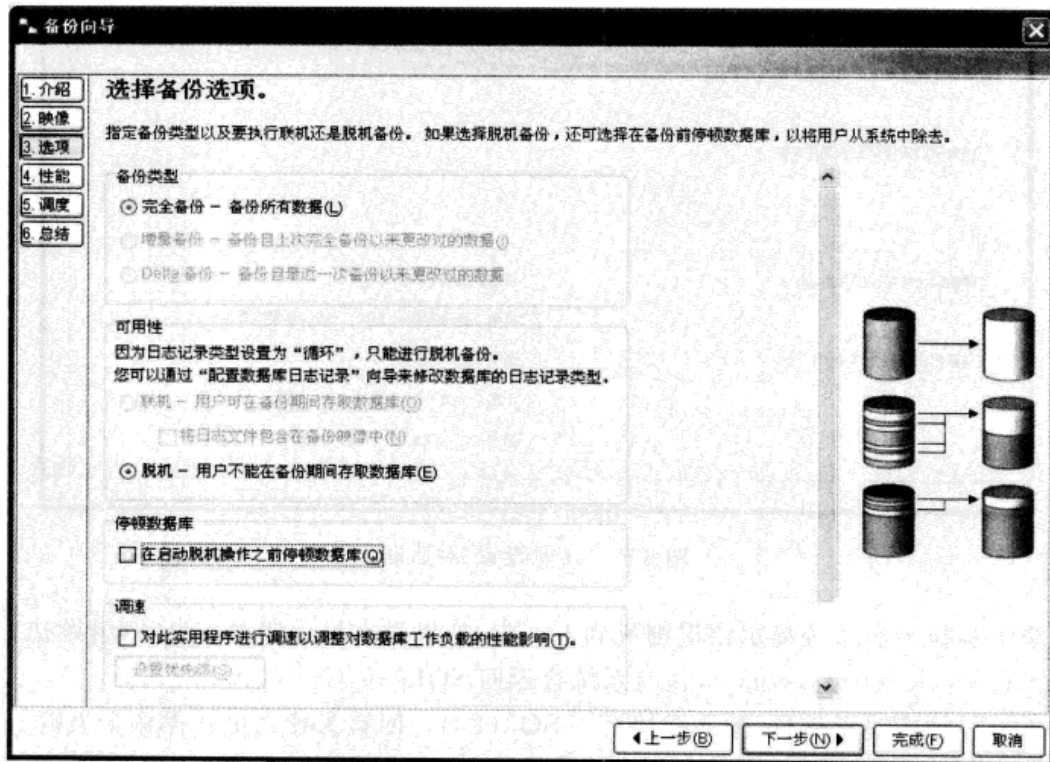 备份向导
1.介绍
2.映像
3.选项
4.性能
5.调度
6.总结
选择备份选项。
指定备份类型以及要执行联机还是脱机备份。如果选择脱机备份，还可选择在备份前停顿数据库，以将用户从系统中除去。
备份类型
完全备份 - 备份所有数据(L)
增量备份 - 备份自上次完全备份以来更改过的数据(I)
Delta 备份 - 备份自最近一次备份以来更改过的数据
可用性
因为日志记录类型设置为“循环”，只能进行脱机备份。
您可以通过“配置数据库日志记录”向导来修改数据库的日志记录类型。
联机 - 用户可在备份期间存取数据库(O)
将日志文件包含在备份映像中(N)
脱机 - 用户不能在备份期间存取数据库(E)
停顿数据库
在启动脱机操作之前停顿数据库(Q)
调速
对此实用程序进行调速以调整对数据库工作负载的性能影响(T)。
设置优先级(S)..
上一步(B)
下一步(N)
完成(F)
取消